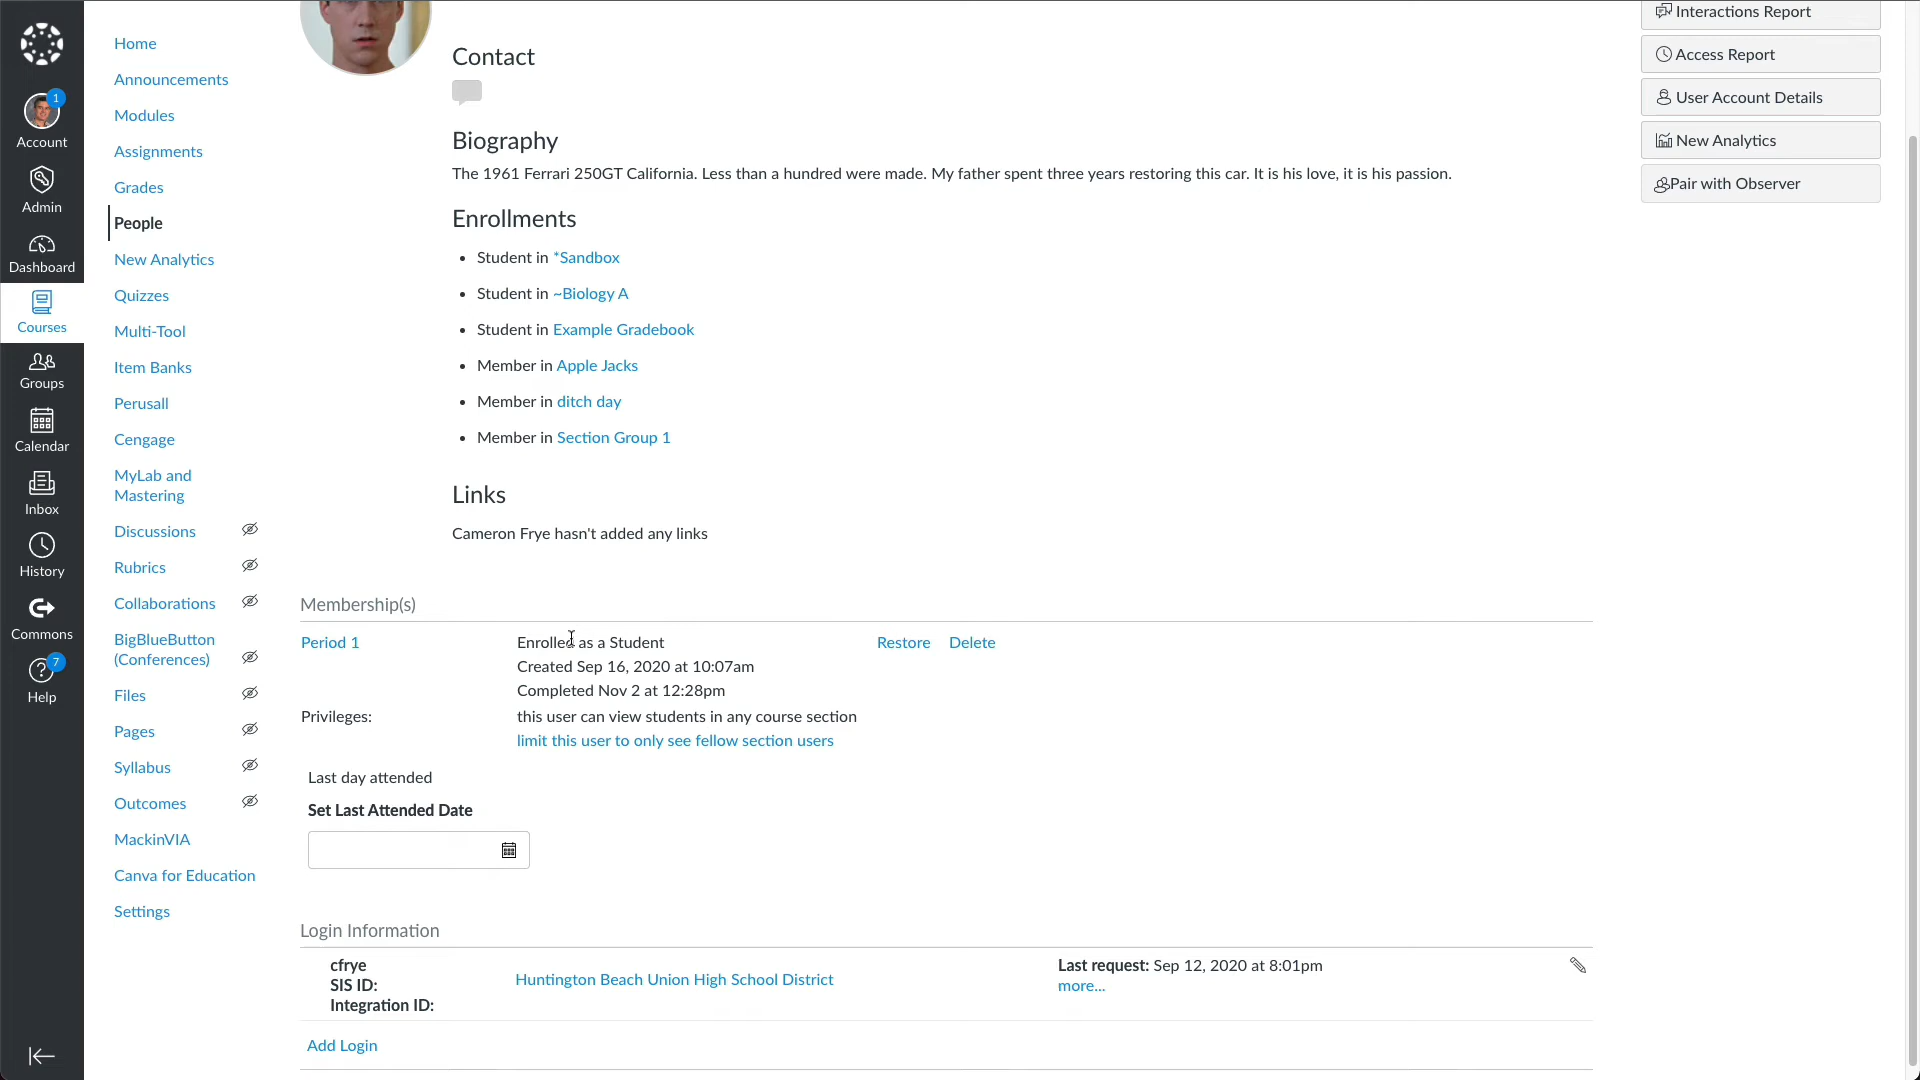 1
Account
Admin
Dashboard
Courses
Groups
Calendar
Inbox
History
Commons
7
Help
Home
Announcements
Modules
Assignments
Grades
People
New Analytics
Quizzes
Multi-Tool
Item Banks
Perusall
Cengage
MyLab and
Mastering
Discussions
Rubrics
Collaborations
BigBlueButton
(Conferences)
Files
Pages
Syllabus
Outcomes
MackinVIA
Canva for Education
Settings
Contact
Biography
The 1961 Ferrari 250GT California. Less than a hundred were made. My father spent three years restoring this car. It is his love, it is his passion.
Enrollments
• Student in *Sandbox
• Student in ~Biology A
• Student in Example Gradebook
• Member in Apple Jacks
• Member in ditch day
• Member in Section Group 1
Links
Cameron Frye hasn't added any links
Membership(s)
Period 1 Enrolled as a Student Restore Delete
Created Sep 16, 2020 at 10:07am
Completed Nov 2 at 12:28pm
Privileges: this user can view students in any course section
limit this user to only see fellow section users
Last day attended
Set Last Attended Date
Login Information
cfrye
SIS ID:
Integration ID:
Huntington Beach Union High School District
Last request: Sep 12, 2020 at 8:01pm
more...
Add Login
Interactions Report
Access Report
User Account Details
New Analytics
Pair with Observer